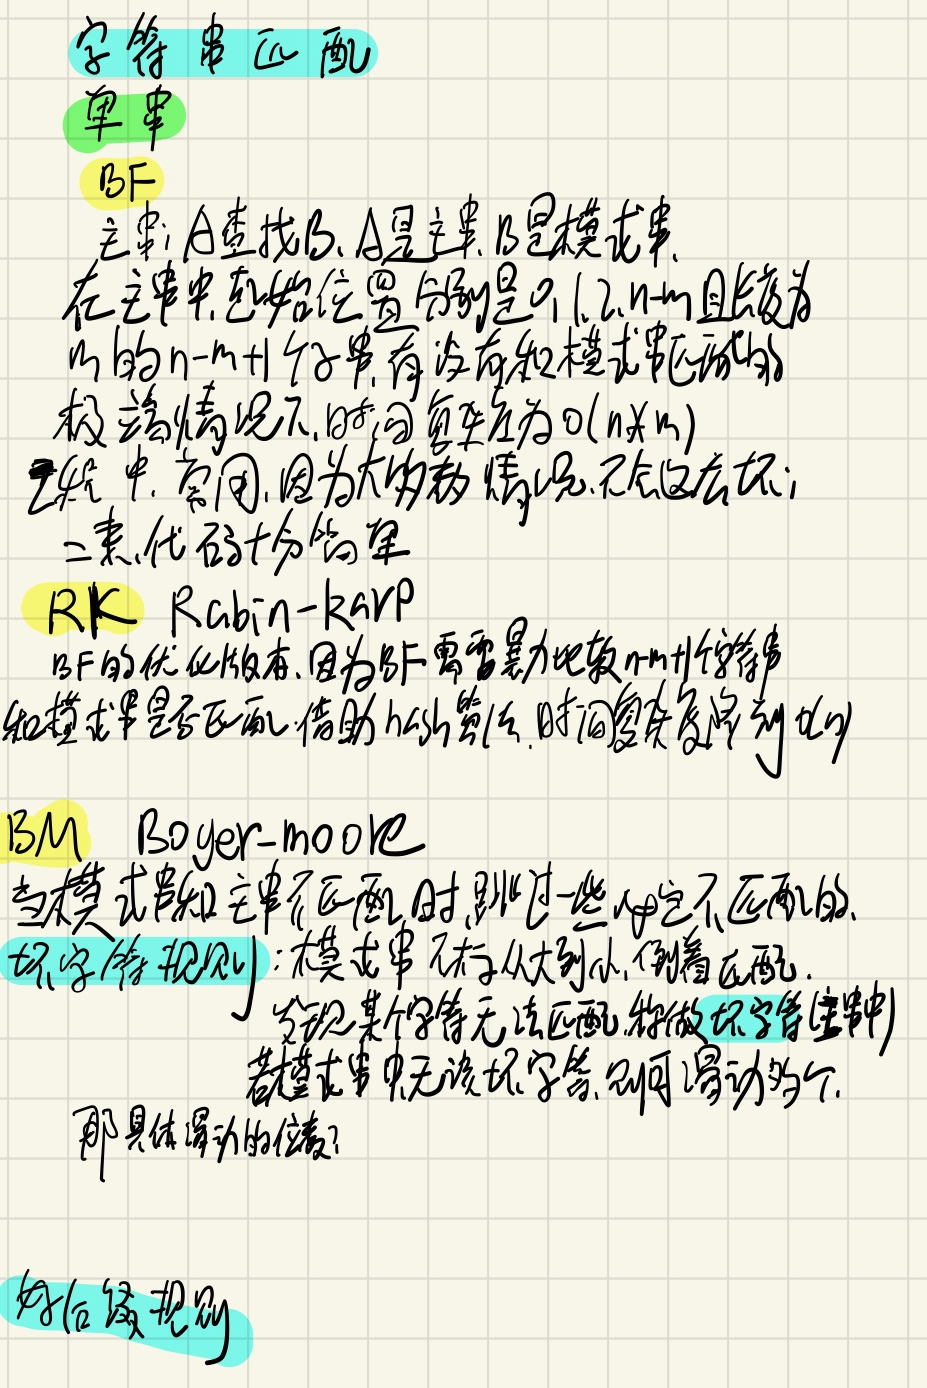 字符串匹配
单串
BF
主串: A查找B、A是主串、B是模式串、
在主串中,起始位置分别是0,1,2,n-m且长度为
m的n-m+1个子串,有没有和模式串匹配的
极端情况下,时间复杂度为O(n*m)
中,常用,因为大多数情况,不会这么坏;
二来,代码十分简单
RK Rabin-karp
BF的优化版本,因为BF需要暴力比较n-m+1个字符串
和模式串是否匹配.借助hash算法,时间复杂度降到O(n)
BM Boyer-moore
当模式串和主串不匹配时,跳过一些肯定不匹配的、
坏字符规则:模式串下标从大到小,倒着匹配.
发现某个字符无法匹配,称做坏字符(主串中)
若模式串中无该坏字符,则可滑动多个.
那具体滑动的位数?
好后缀规则